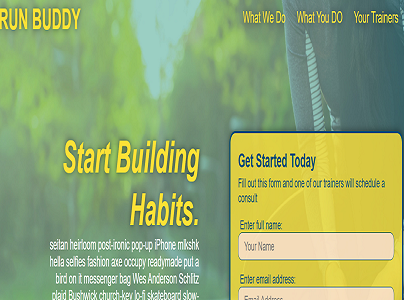 RUN BUDDY
What We Do What You DO Your Trainers
Start Building
Habits.
seitan heirloom post-ironic pop-up iPhone mlkshk
hella selfies fashion axe occupy readymade put a
bird on it messenger bag Wes Anderson Schlitz
plaid Bushwick church-key lo-fi skateboard slow-
Get Started Today
Fill out this form and one of our trainers will schedule a
consult
Enter full name:
Your Name
Enter email address:
Email Address